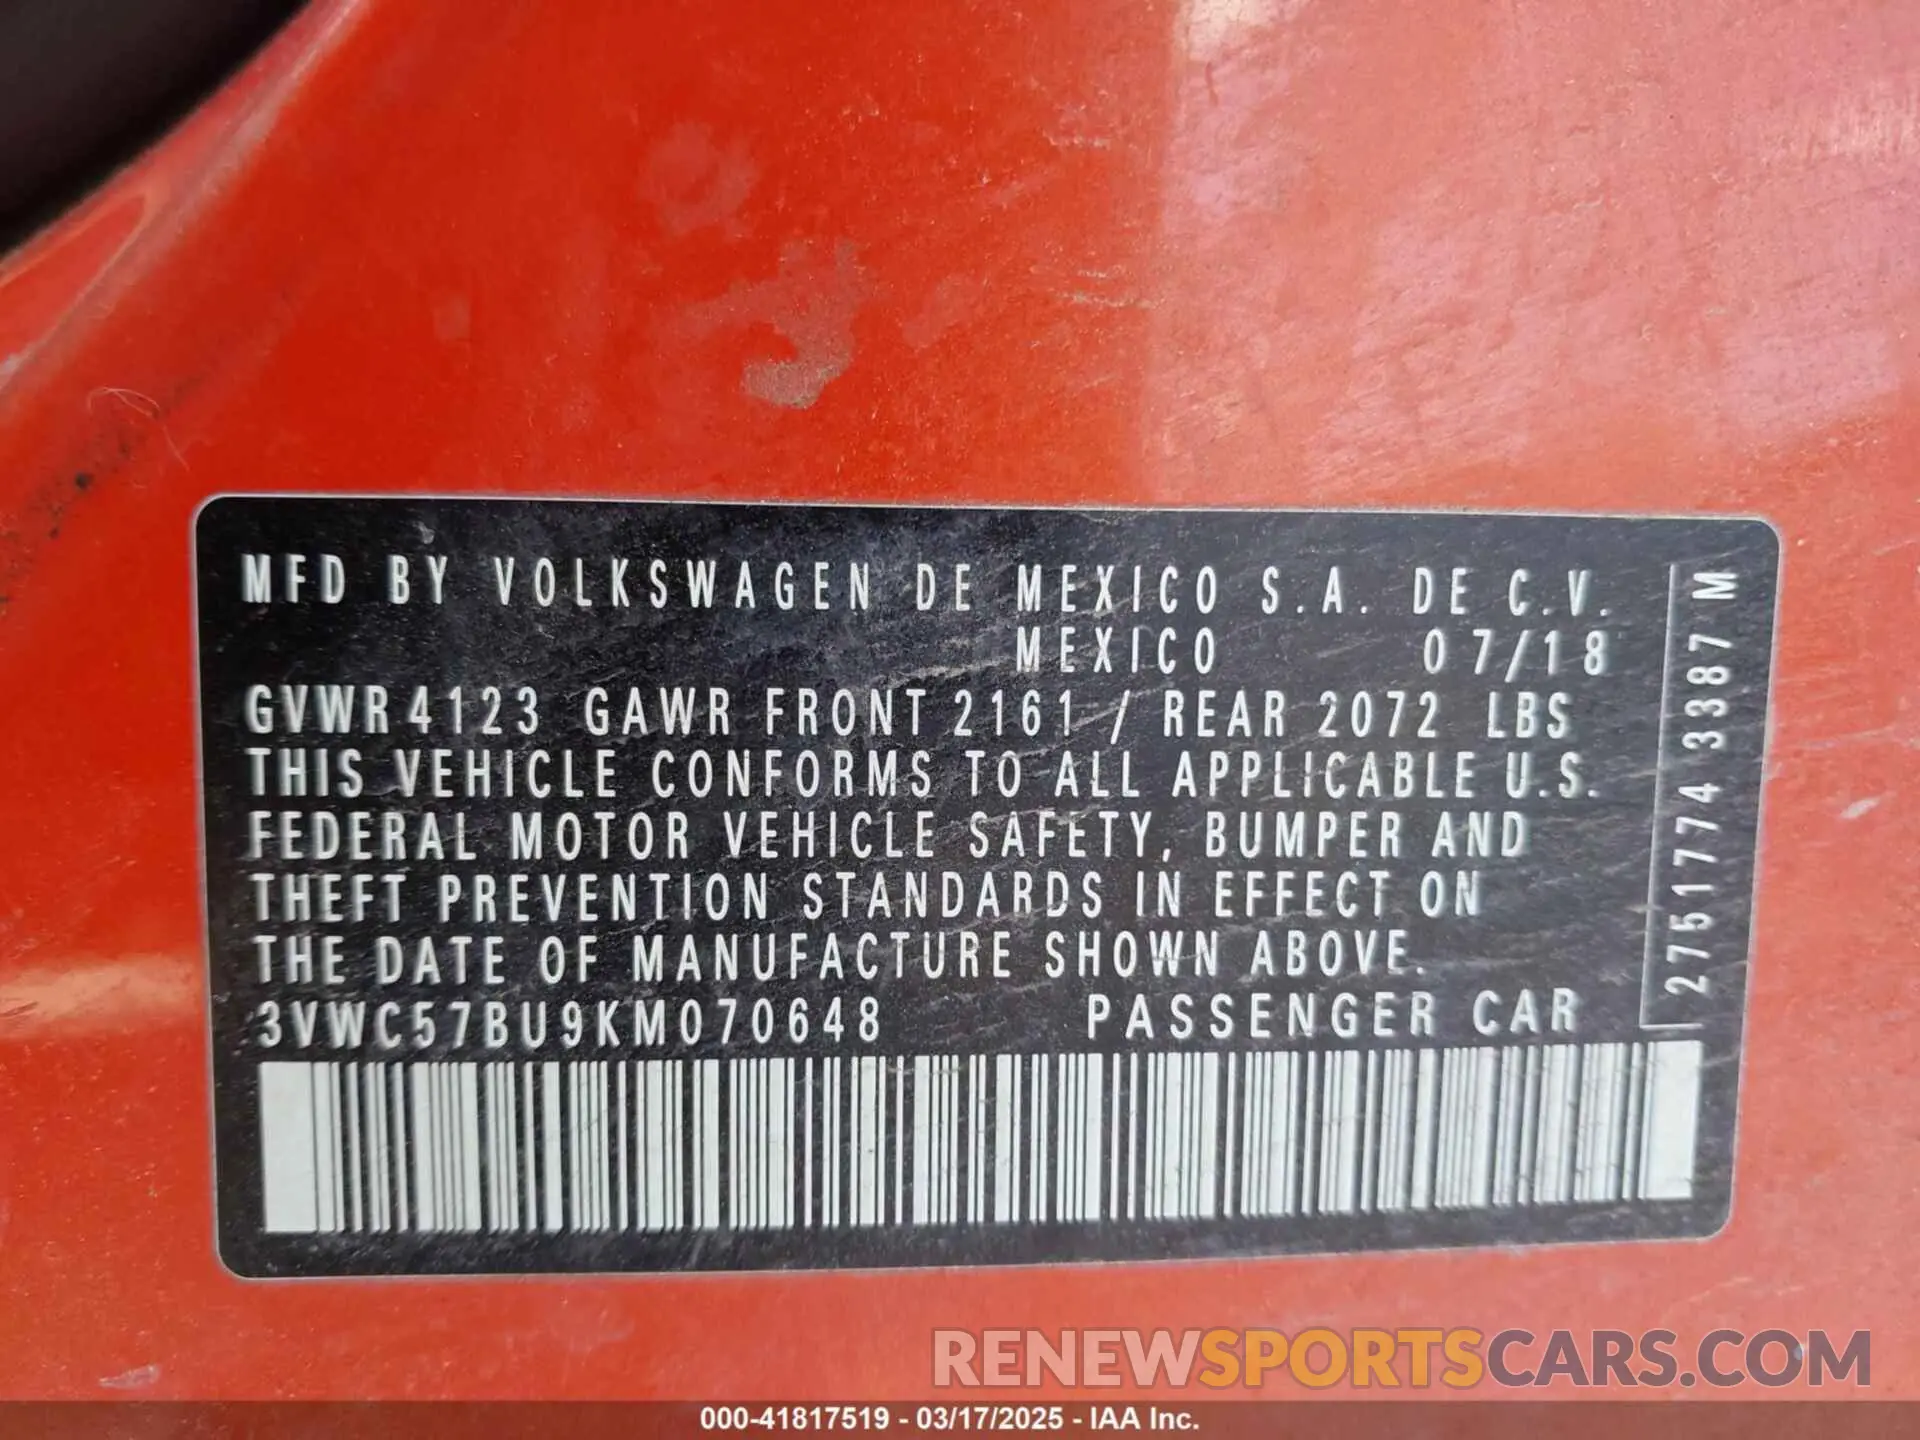 MFD BY VOLKSWAGEN DE MEXICO S.A. DE C.V.
MEXICO 07/18
GVWR 4123 GAWR FRONT 2161 / REAR 2072 LBS
THIS VEHICLE CONFORMS TO ALL APPLICABLE U.S.
FEDERAL MOTOR VEHICLE SAFETY, BUMPER AND
THEFT PREVENTION STANDARDS IN EFFECT ON
THE DATE OF MANUFACTURE SHOWN ABOVE.
3VWC57BU9KM070648 PASSENGER CAR
2751774 3387 M
RENEWSPORTSCARS.COM
000-41817519 - 03/17/2025 - IAA Inc.